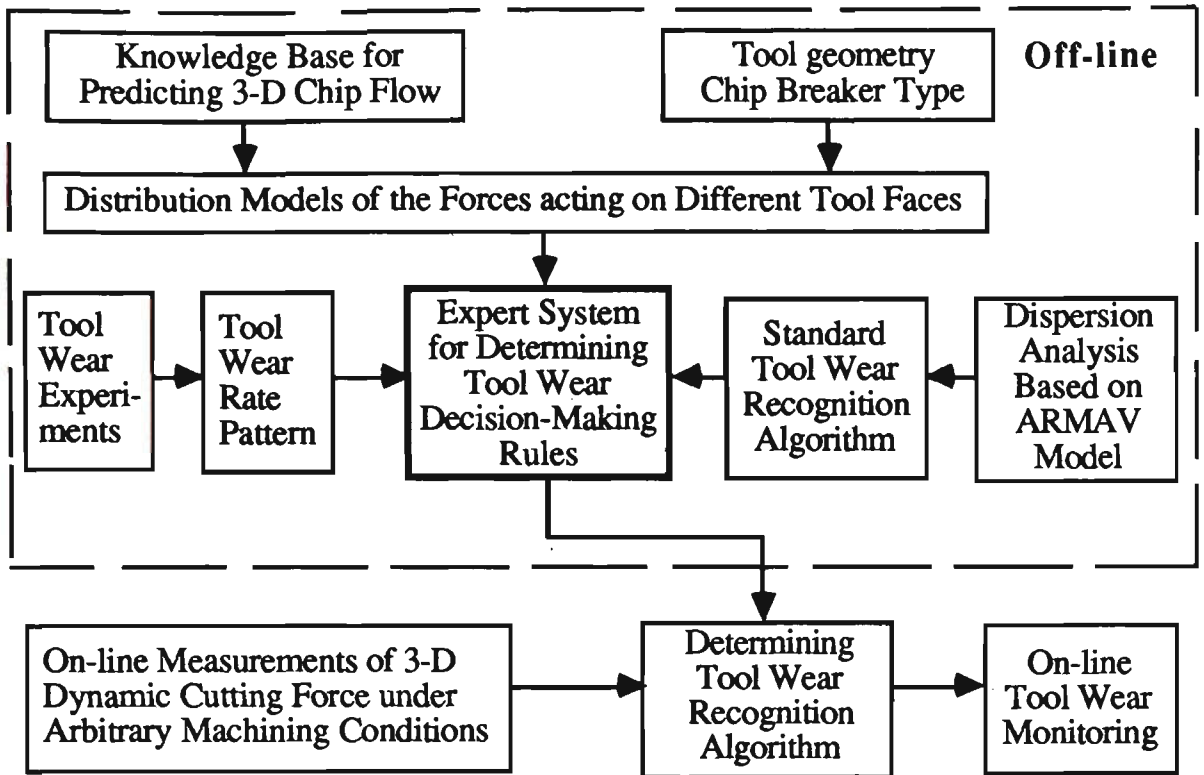 Knowledge Base for
Predicting 3-D Chip Flow
Tool geometry
Chip Breaker Type
Off-line
Distribution Models of the Forces acting on Different Tool Faces
Tool
Wear
Experi-
ments
Tool
Wear
Rate
Pattern
Expert System
for Determining
Tool Wear
Decision-Making
Rules
Standard
Tool Wear
Recognition
Algorithm
Dispersion
Analysis
Based on
ARMAV
Model
On-line Measurements of 3-D
Dynamic Cutting Force under
Arbitrary Machining Conditions
Determining
Tool Wear
Recognition
Algorithm
On-line
Tool Wear
Monitoring